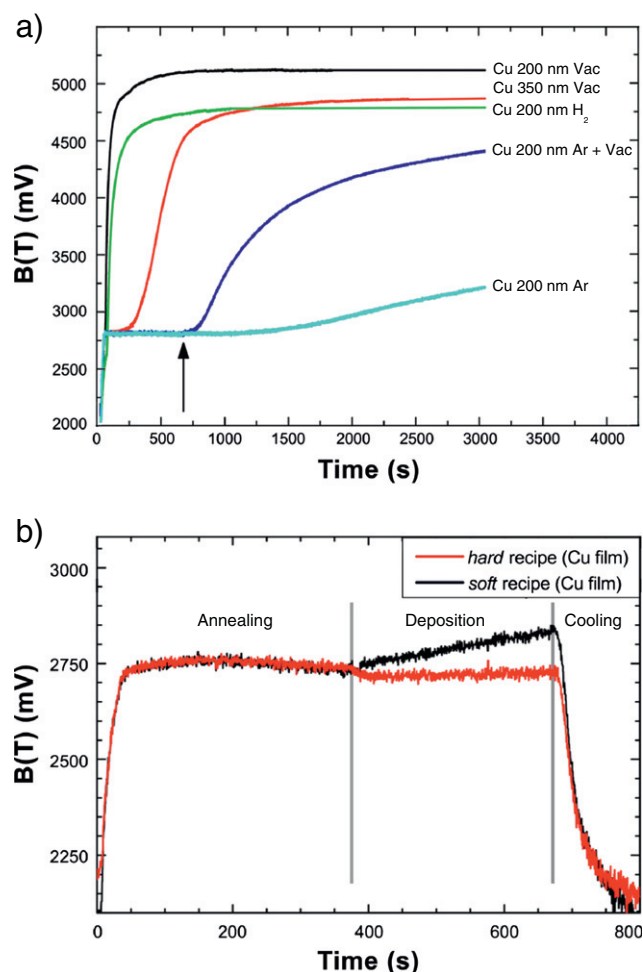 a)
5000
4500
4000
3500
3000
2500
2000
B(T) (mV)
Cu 200 nm Vac
Cu 350 nm Vac
Cu 200 nm H₂
Cu 200 nm Ar + Vac
Cu 200 nm Ar
0 500 1000 1500 2000 2500 3000 3500 4000
Time (s)
b)
3000
2750
2500
2250
B(T) (mV)
hard recipe (Cu film)
soft recipe (Cu film)
Annealing Deposition Cooling
0 200 400 600 800
Time (s)